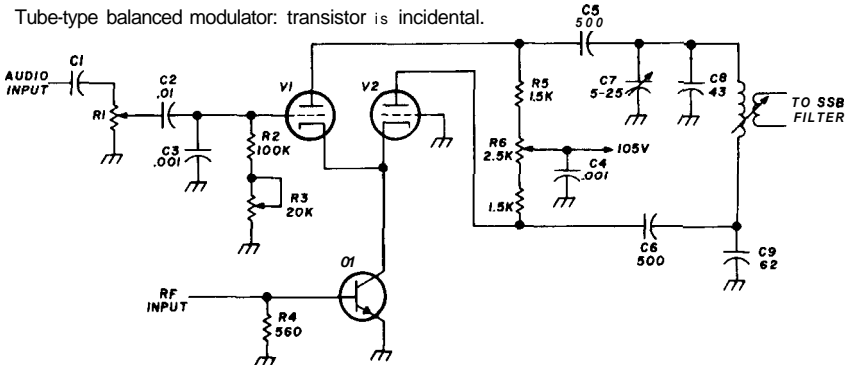 Tube-type balanced modulator: transistor is incidental.
C5
500
C1
AUDIO
INPUT
R1
C2
.01
C3
.001
R2
100K
R3
20K
V1
V2
R5
1.5K
R6
2.5K
1.5K
C4
.001
105V
C7
5-25
C8
43
TO SSB
FILTER
C6
500
C9
62
Q1
RF
INPUT
R4
560